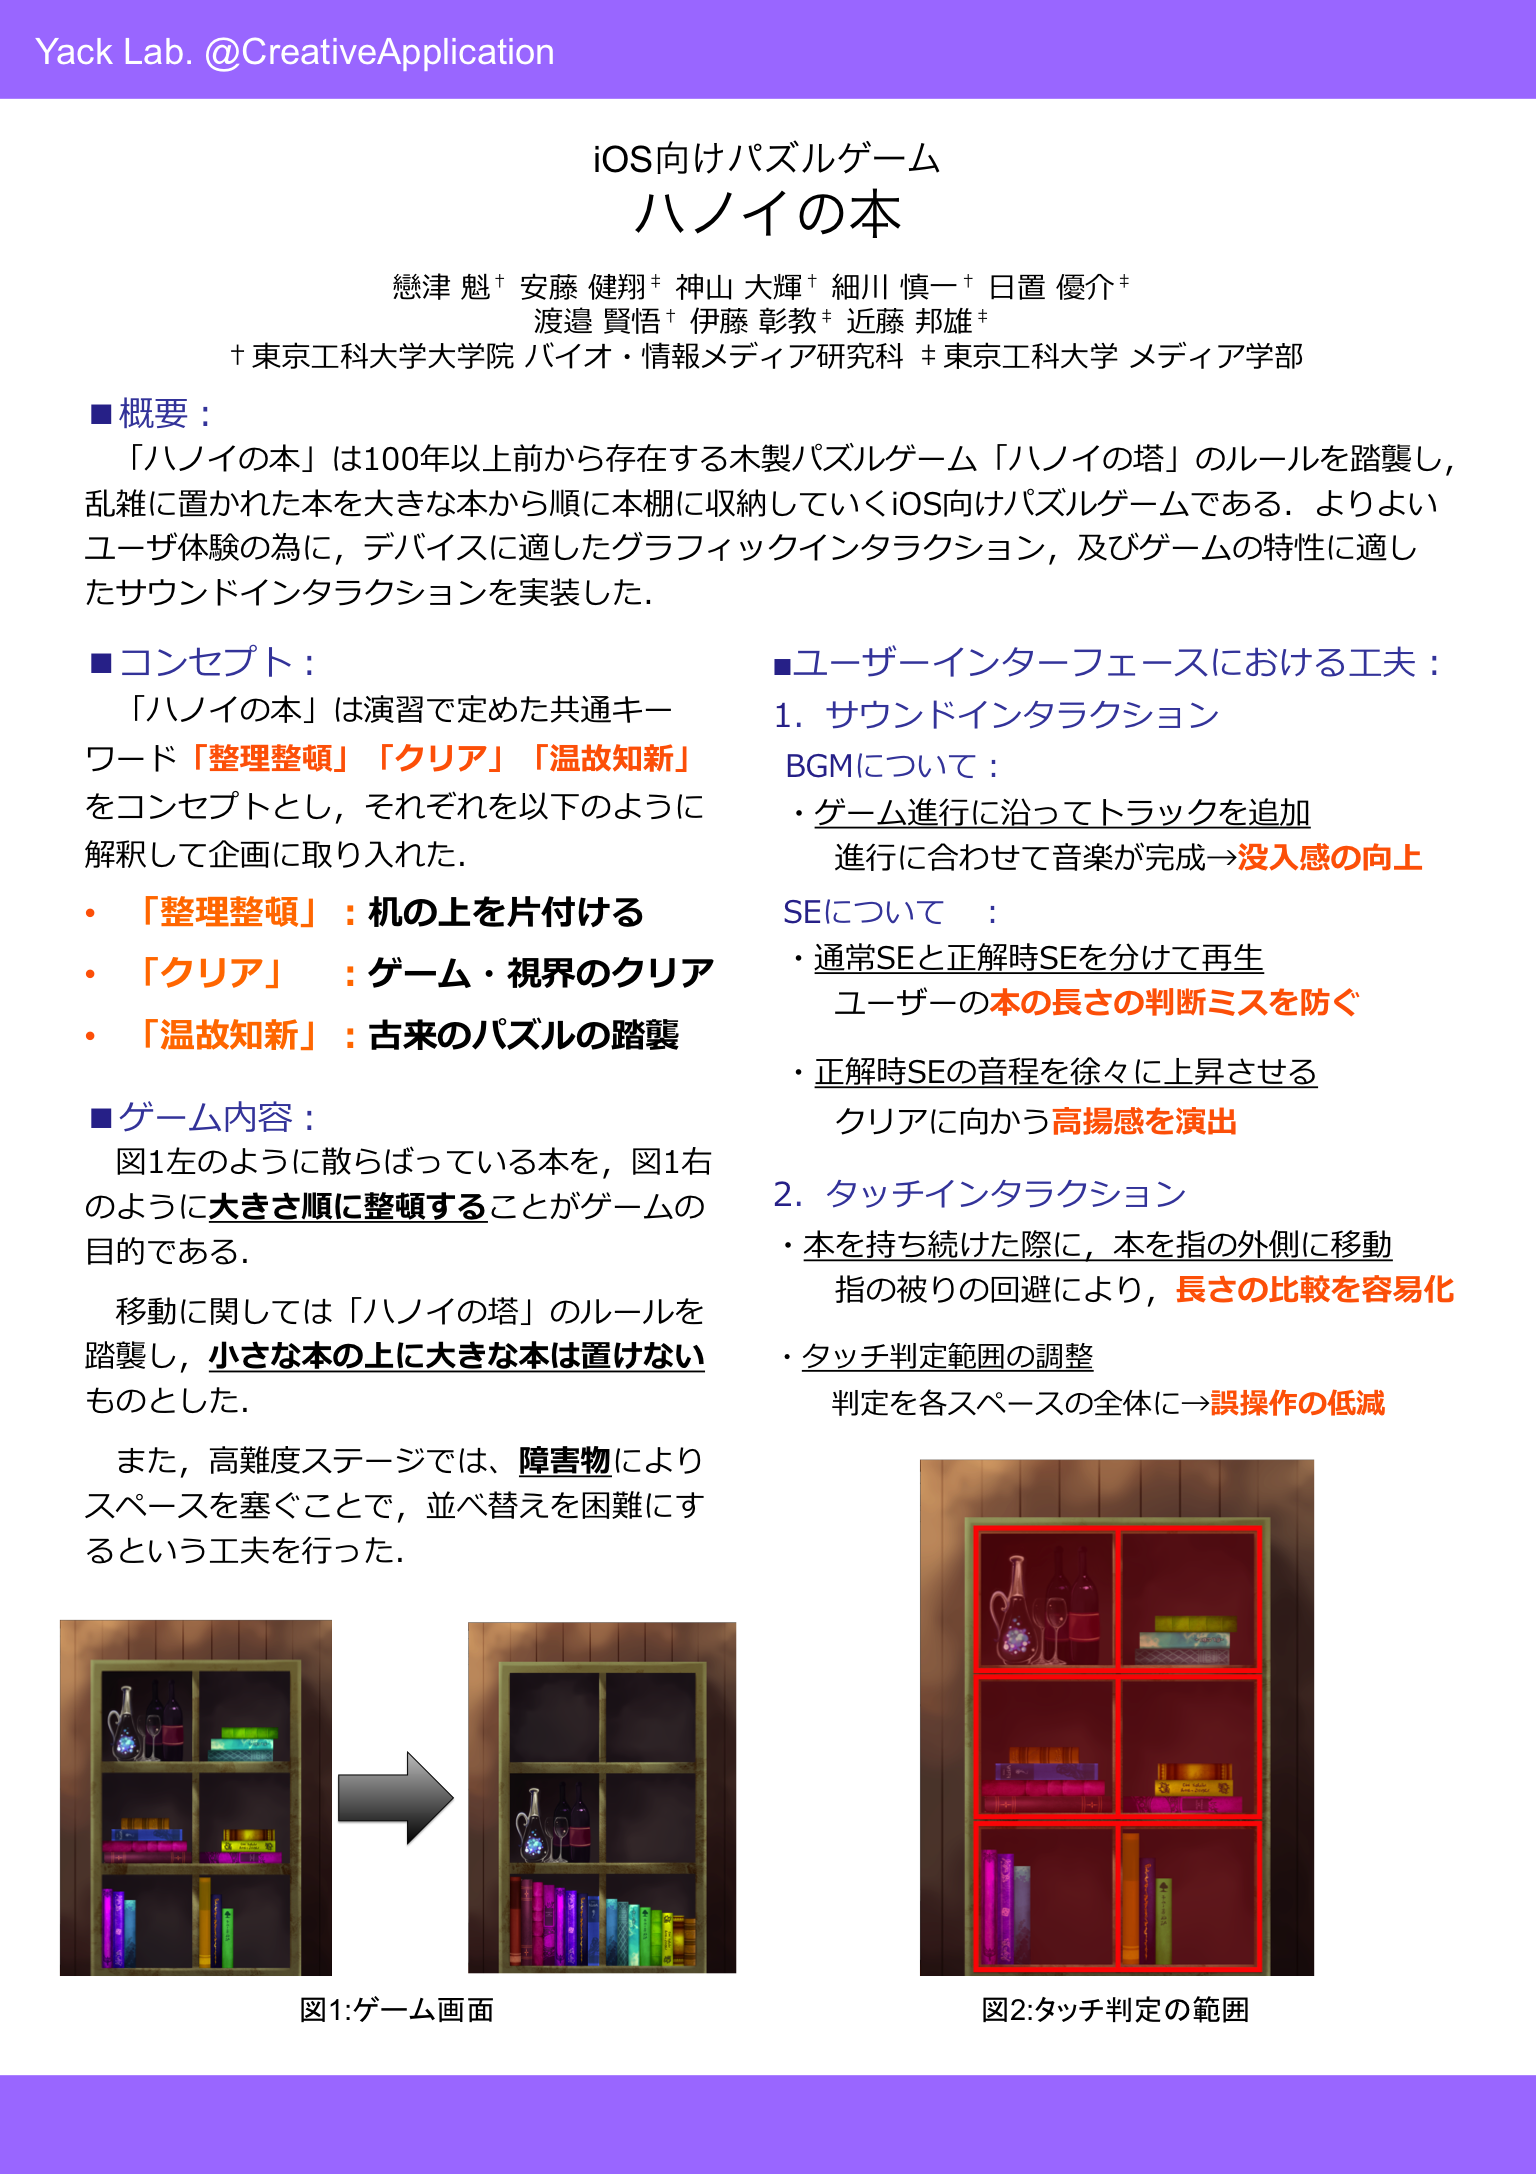 Yack Lab. @CreativeApplication
iOS向けパズルゲーム
ハノイの本
戀津 魁† 安藤 健翔‡ 神山 大輝† 細川 慎一† 日置 優介‡
渡邉 賢悟† 伊藤 彰教‡ 近藤 邦雄‡
†東京工科大学大学院 バイオ・情報メディア研究科 ‡東京工科大学 メディア学部
■概要：
「ハノイの本」は100年以上前から存在する木製パズルゲーム「ハノイの塔」のルールを踏襲し，
乱雑に置かれた本を大きな本から順に本棚に収納していくiOS向けパズルゲームである．よりよい
ユーザ体験の為に，デバイスに適したグラフィックインタラクション，及びゲームの特性に適し
たサウンドインタラクションを実装した．
■コンセプト：
「ハノイの本」は演習で定めた共通キー
ワード「整理整頓」「クリア」「温故知新」
をコンセプトとし，それぞれを以下のように
解釈して企画に取り入れた．
• 「整理整頓」：机の上を片付ける
• 「クリア」　：ゲーム・視界のクリア
• 「温故知新」：古来のパズルの踏襲
■ゲーム内容：
図1左のように散らばっている本を，図1右
のように大きさ順に整頓することがゲームの
目的である．
移動に関しては「ハノイの塔」のルールを
踏襲し，小さな本の上に大きな本は置けない
ものとした．
また，高難度ステージでは、障害物により
スペースを塞ぐことで，並べ替えを困難にす
るという工夫を行った．
図1:ゲーム画面
■ユーザーインターフェースにおける工夫：
1．サウンドインタラクション
BGMについて：
・ゲーム進行に沿ってトラックを追加
進行に合わせて音楽が完成→没入感の向上
SEについて　：
・通常SEと正解時SEを分けて再生
ユーザーの本の長さの判断ミスを防ぐ
・正解時SEの音程を徐々に上昇させる
クリアに向かう高揚感を演出
2．タッチインタラクション
・本を持ち続けた際に，本を指の外側に移動
指の被りの回避により，長さの比較を容易化
・タッチ判定範囲の調整
判定を各スペースの全体に→誤操作の低減
図2:タッチ判定の範囲